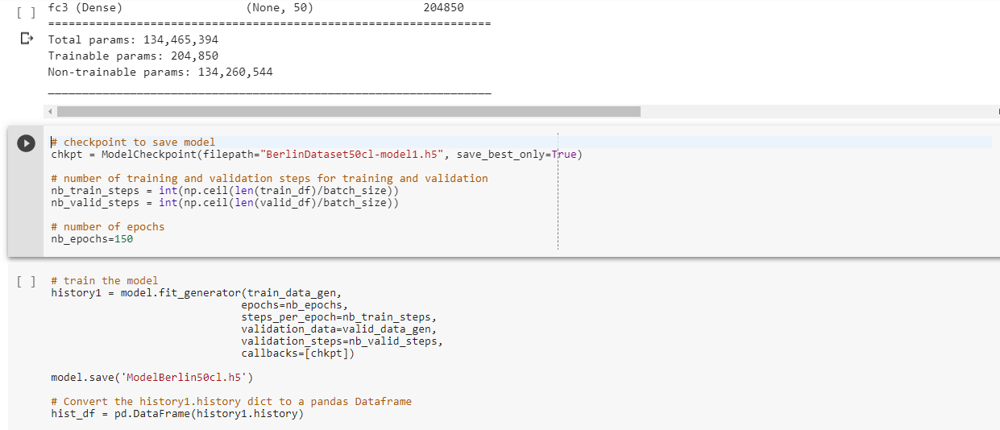 [ ] fc3 (Dense)                  (None, 50)                204850
=================================================================
Total params: 134,465,394
Trainable params: 204,850
Non-trainable params: 134,260,544
_________________________________________________________________
# checkpoint to save model
chkpt = ModelCheckpoint(filepath="BerlinDataset50cl-model1.h5", save_best_only=True)
# number of training and validation steps for training and validation
nb_train_steps = int(np.ceil(len(train_df)/batch_size))
nb_valid_steps = int(np.ceil(len(valid_df)/batch_size))
# number of epochs
nb_epochs=150
[ ] # train the model
history1 = model.fit_generator(train_data_gen,
epochs=nb_epochs,
steps_per_epoch=nb_train_steps,
validation_data=valid_data_gen,
validation_steps=nb_valid_steps,
callbacks=[chkpt])
model.save('ModelBerlin50cl.h5')
# Convert the history1.history dict to a pandas Dataframe
hist_df = pd.DataFrame(history1.history)